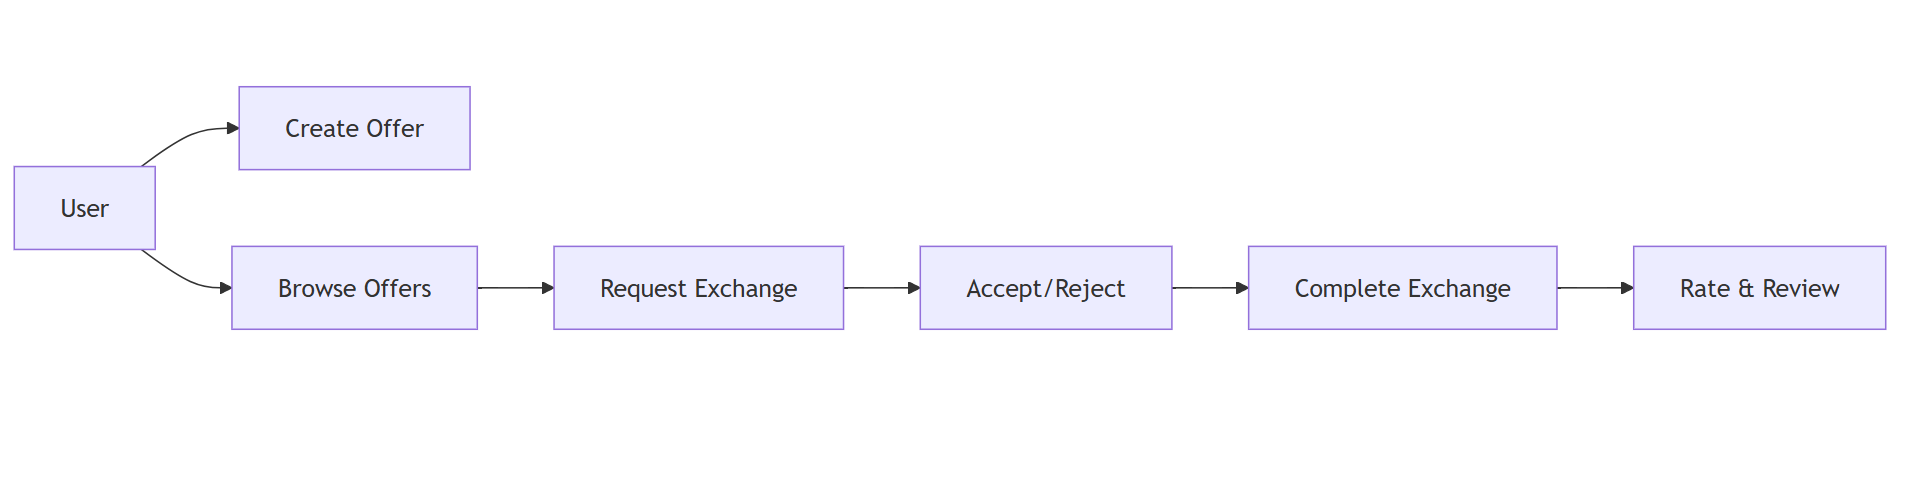 Create Offer
User
Browse Offers
Request Exchange
Accept/Reject
Complete Exchange
Rate & Review